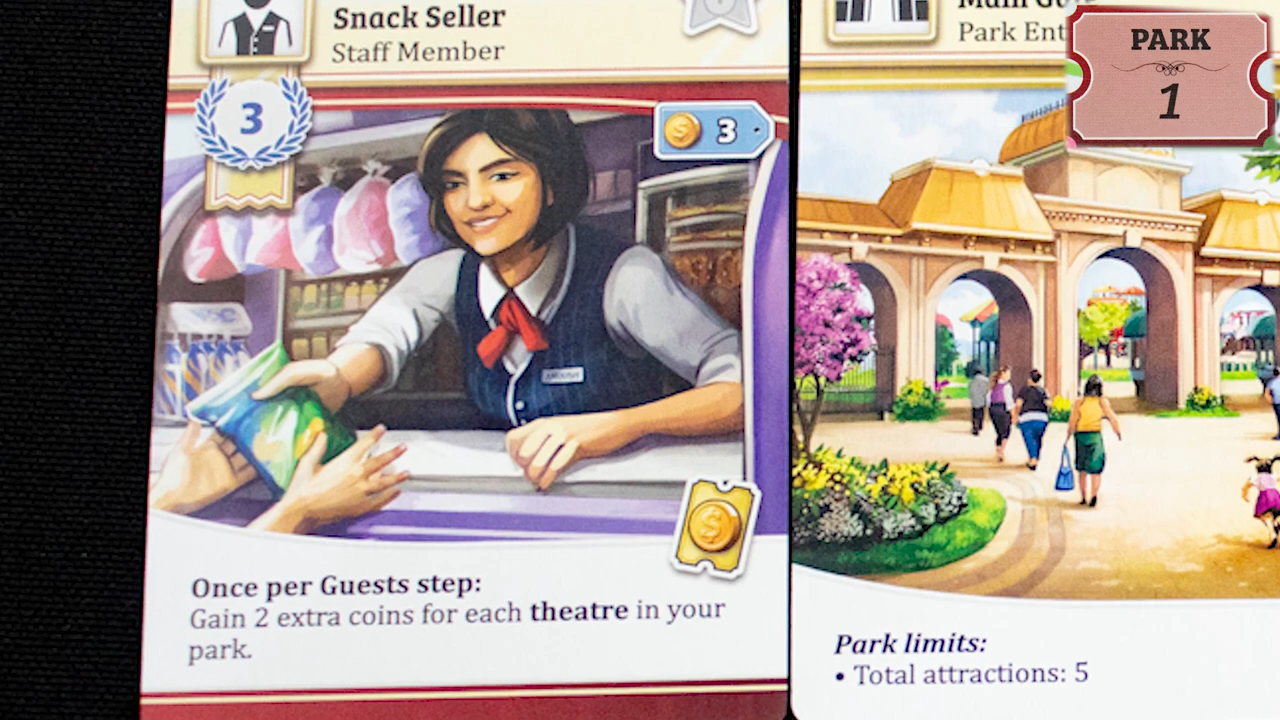 Snack Seller
Staff Member
3
3
Once per Guests step:
Gain 2 extra coins for each theatre in your
park.
Park Ent
PARK
1
Park limits:
• Total attractions: 5